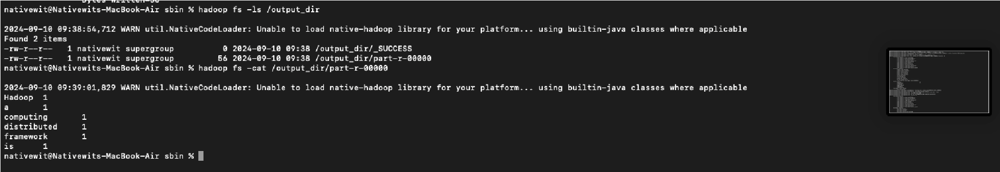 Bytes Written=56
nativewit@Nativewits-MacBook-Air sbin % hadoop fs -ls /output_dir
2024-09-10 09:38:54,712 WARN util.NativeCodeLoader: Unable to load native-hadoop library for your platform... using builtin-java classes where applicable
Found 2 items
-rw-r--r--   1 nativewit supergroup          0 2024-09-10 09:38 /output_dir/_SUCCESS
-rw-r--r--   1 nativewit supergroup         56 2024-09-10 09:38 /output_dir/part-r-00000
nativewit@Nativewits-MacBook-Air sbin % hadoop fs -cat /output_dir/part-r-00000
2024-09-10 09:39:01,829 WARN util.NativeCodeLoader: Unable to load native-hadoop library for your platform... using builtin-java classes where applicable
Hadoop  1
a       1
computing       1
distributed     1
framework       1
is      1
nativewit@Nativewits-MacBook-Air sbin %